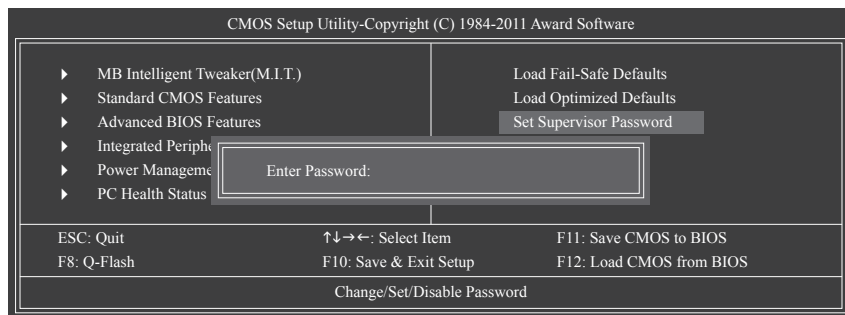 CMOS Setup Utility-Copyright (C) 1984-2011 Award Software
MB Intelligent Tweaker(M.I.T.)
Standard CMOS Features
Advanced BIOS Features
Integrated Periphe
Power Manageme
PC Health Status
Load Fail-Safe Defaults
Load Optimized Defaults
Set Supervisor Password
Enter Password:
ESC: Quit ↑↓→←: Select Item F11: Save CMOS to BIOS
F8: Q-Flash F10: Save & Exit Setup F12: Load CMOS from BIOS
Change/Set/Disable Password